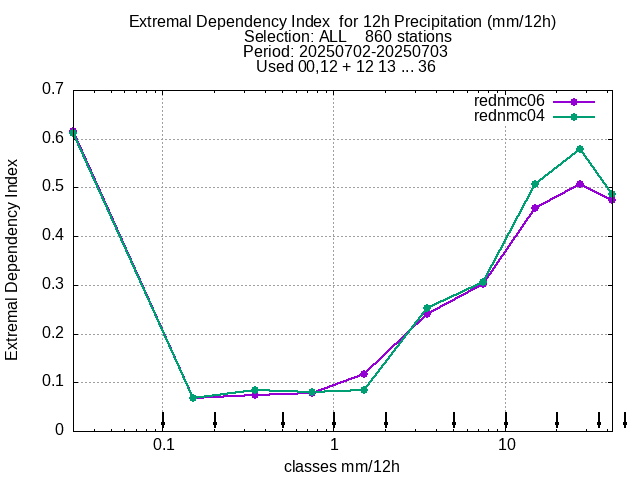 Extremal Dependency Index  for 12h Precipitation (mm/12h)
Selection: ALL    860 stations
Period: 20250702-20250703
Used 00,12 + 12 13 ... 36
rednmc06
rednmc04
0.7
0.6
0.5
0.4
0.3
0.2
0.1
0
Extremal Dependency Index
0.1
1
10
classes mm/12h